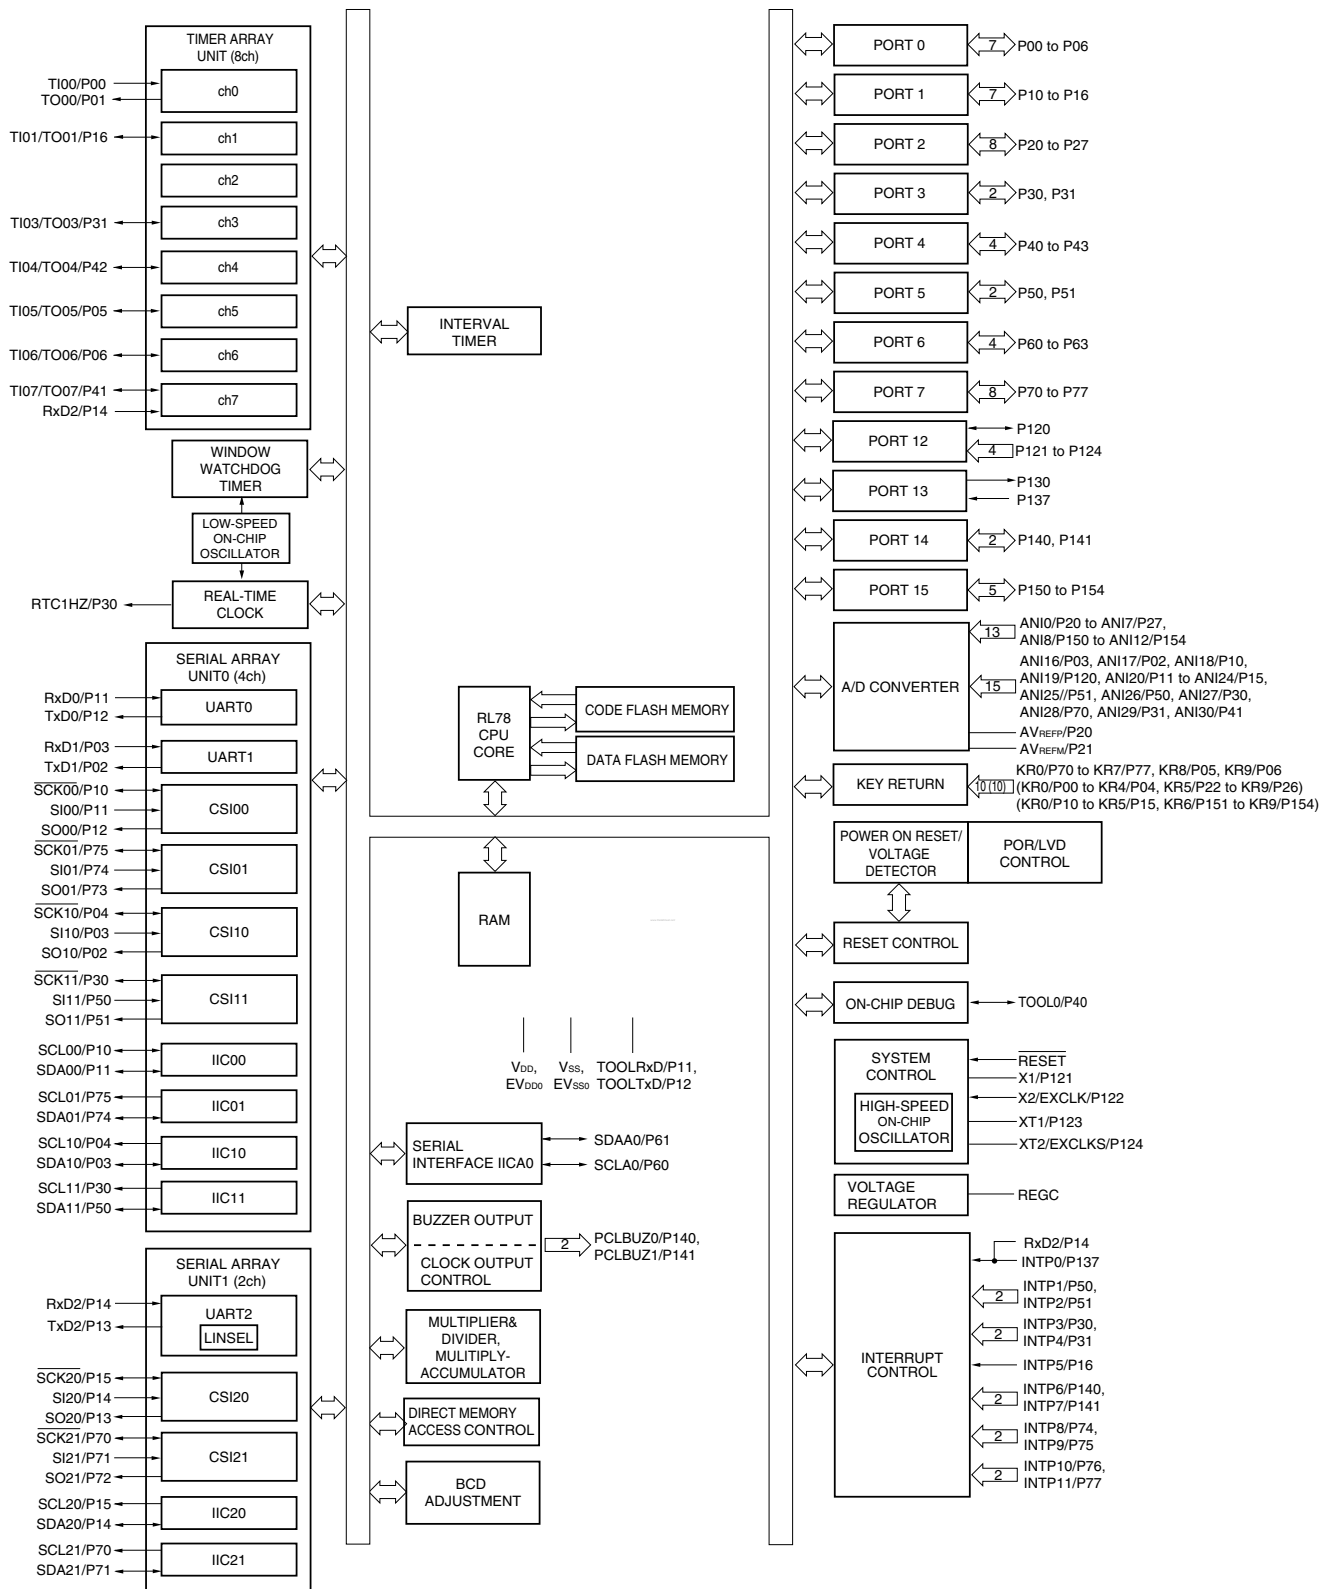 TIMER ARRAY
UNIT (8ch)
TI00/P00
TO00/P01
ch0
TI01/TO01/P16
ch1
ch2
TI03/TO03/P31
ch3
TI04/TO04/P42
ch4
TI05/TO05/P05
ch5
TI06/TO06/P06
ch6
TI07/TO07/P41
RxD2/P14
ch7
WINDOW
WATCHDOG
TIMER
LOW-SPEED
ON-CHIP
OSCILLATOR
RTC1HZ/P30
REAL-TIME
CLOCK
SERIAL ARRAY
UNIT0 (4ch)
RxD0/P11
TxD0/P12
UART0
RxD1/P03
TxD1/P02
UART1
SCK00/P10
SI00/P11
SO00/P12
CSI00
SCK01/P75
SI01/P74
SO01/P73
CSI01
SCK10/P04
SI10/P03
SO10/P02
CSI10
SCK11/P30
SI11/P50
SO11/P51
CSI11
SCL00/P10
SDA00/P11
IIC00
SCL01/P75
SDA01/P74
IIC01
SCL10/P04
SDA10/P03
IIC10
SCL11/P30
SDA11/P50
IIC11
SERIAL ARRAY
UNIT1 (2ch)
RxD2/P14
TxD2/P13
UART2
LINSEL
SCK20/P15
SI20/P14
SO20/P13
CSI20
SCK21/P70
SI21/P71
SO21/P72
CSI21
SCL20/P15
SDA20/P14
IIC20
SCL21/P70
SDA21/P71
IIC21
INTERVAL
TIMER
RL78
CPU
CORE
CODE FLASH MEMORY
DATA FLASH MEMORY
RAM
VDD,
EVDD0
VSS,
EVSS0
TOOLRxD/P11,
TOOLTxD/P12
SERIAL
INTERFACE IICA0
SDAA0/P61
SCLA0/P60
BUZZER OUTPUT
CLOCK OUTPUT
CONTROL
2
PCLBUZ0/P140,
PCLBUZ1/P141
MULTIPLIER&
DIVIDER,
MULITIPLY-
ACCUMULATOR
DIRECT MEMORY
ACCESS CONTROL
BCD
ADJUSTMENT
PORT 0
7
P00 to P06
PORT 1
7
P10 to P16
PORT 2
8
P20 to P27
PORT 3
2
P30, P31
PORT 4
4
P40 to P43
PORT 5
2
P50, P51
PORT 6
4
P60 to P63
PORT 7
8
P70 to P77
PORT 12
P120
4
P121 to P124
PORT 13
P130
P137
PORT 14
2
P140, P141
PORT 15
5
P150 to P154
A/D CONVERTER
13
ANI0/P20 to ANI7/P27,
ANI8/P150 to ANI12/P154
15
ANI16/P03, ANI17/P02, ANI18/P10,
ANI19/P120, ANI20/P11 to ANI24/P15,
ANI25//P51, ANI26/P50, ANI27/P30,
ANI28/P70, ANI29/P31, ANI30/P41
AVREFP/P20
AVREFM/P21
KEY RETURN
10 (10)
KR0/P70 to KR7/P77, KR8/P05, KR9/P06
(KR0/P00 to KR4/P04, KR5/P22 to KR9/P26)
(KR0/P10 to KR5/P15, KR6/P151 to KR9/P154)
POWER ON RESET/
VOLTAGE
DETECTOR
POR/LVD
CONTROL
RESET CONTROL
ON-CHIP DEBUG
TOOL0/P40
SYSTEM
CONTROL
HIGH-SPEED
ON-CHIP
OSCILLATOR
RESET
X1/P121
X2/EXCLK/P122
XT1/P123
XT2/EXCLKS/P124
VOLTAGE
REGULATOR
REGC
INTERRUPT
CONTROL
RxD2/P14
INTP0/P137
2
INTP1/P50,
INTP2/P51
2
INTP3/P30,
INTP4/P31
INTP5/P16
2
INTP6/P140,
INTP7/P141
2
INTP8/P74,
INTP9/P75
2
INTP10/P76,
INTP11/P77